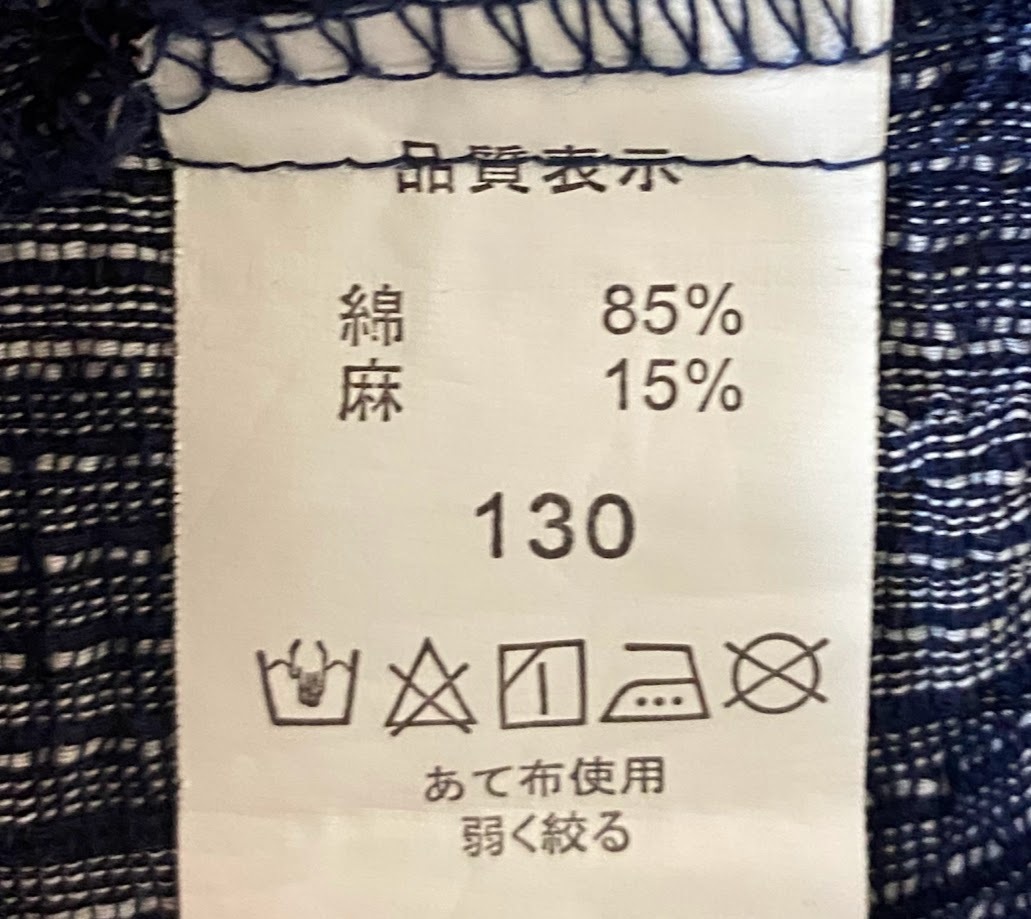 品質表示
綿 85%
麻 15%
130
あて布使用
弱く絞る